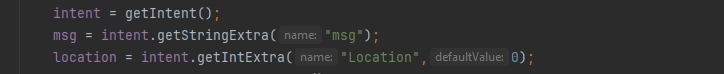 intent = getIntent();
msg = intent.getStringExtra( name: "msg");
location = intent.getIntExtra( name: "Location", defaultValue: 0);